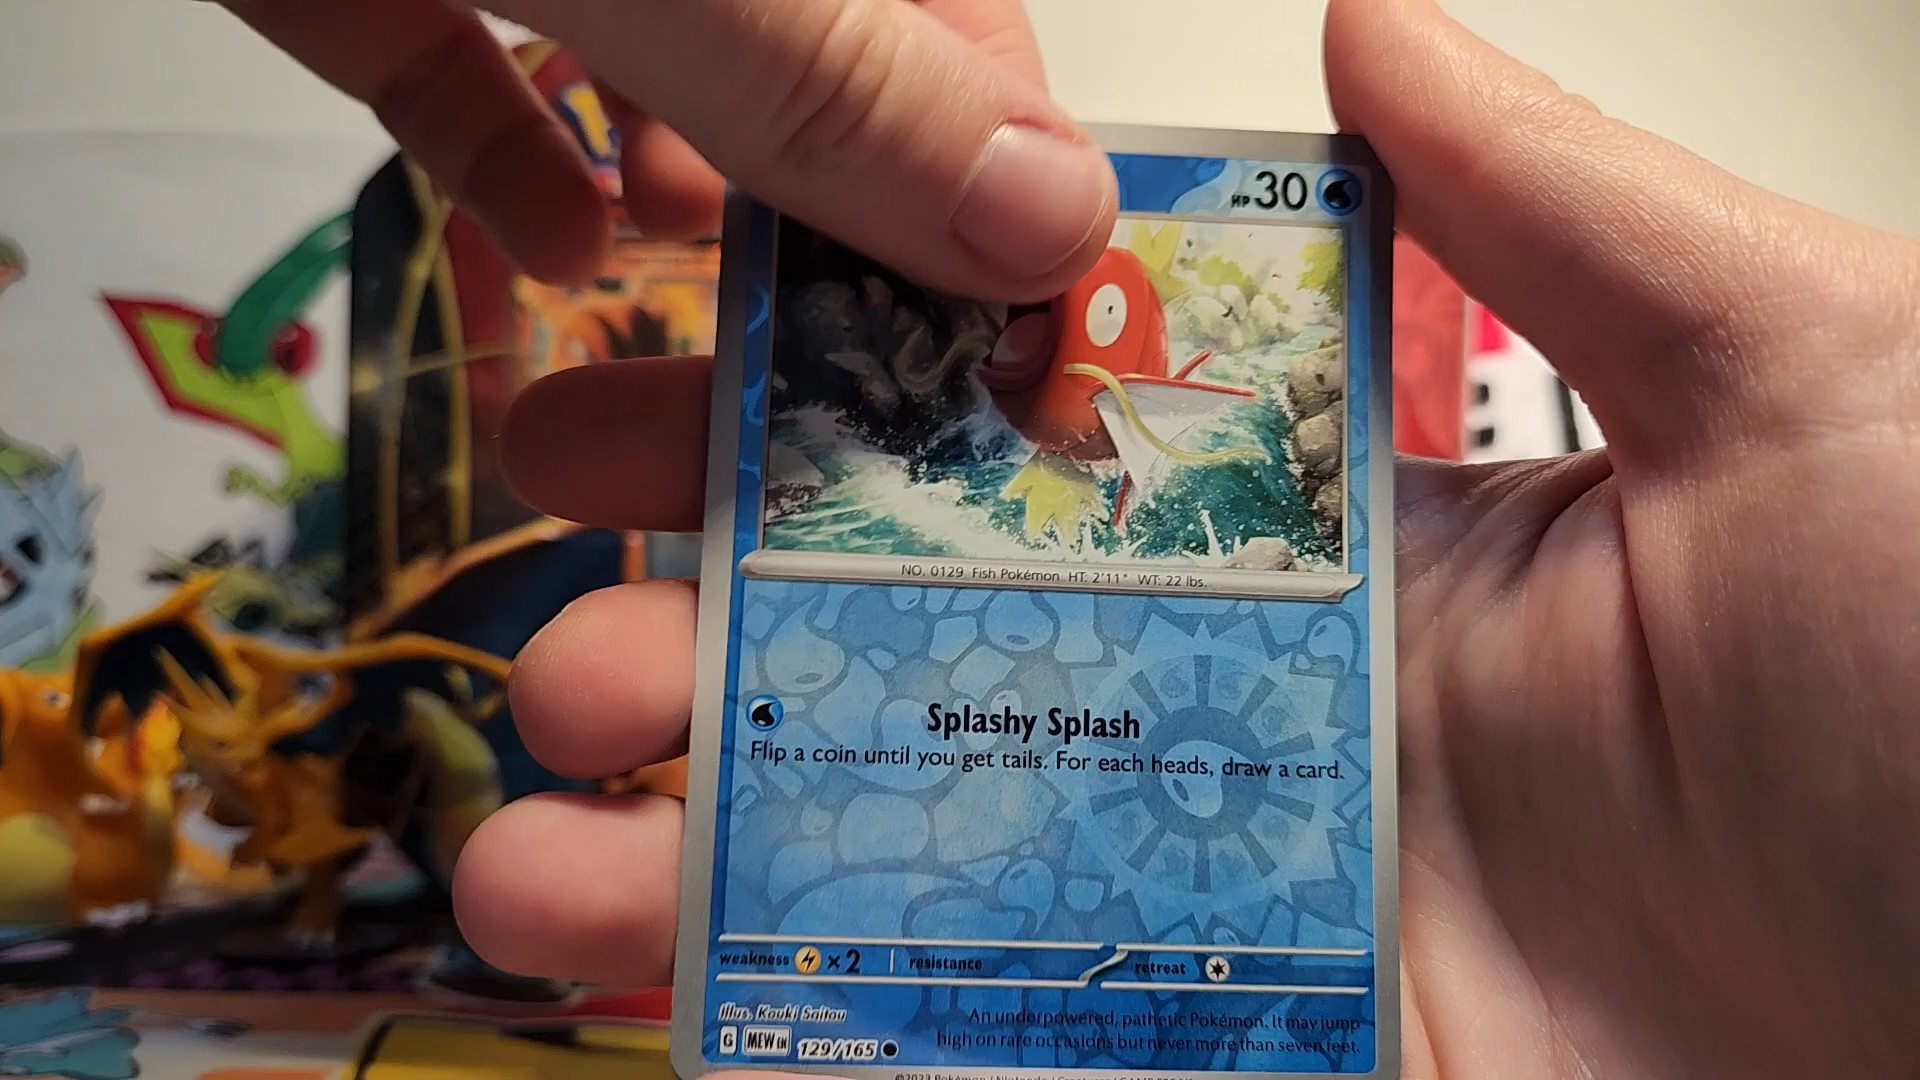 HP 30
NO. 0129 Fish Pokémon HT: 2'11" WT: 22 lbs.
Splashy Splash
Flip a coin until you get tails. For each heads, draw a card.
weakness ×2 resistance retreat
Illus. Kouki Saitou
An underpowered, pathetic Pokémon. It may jump
high on rare occasions but never more than seven feet.
G MEW EN 129/165